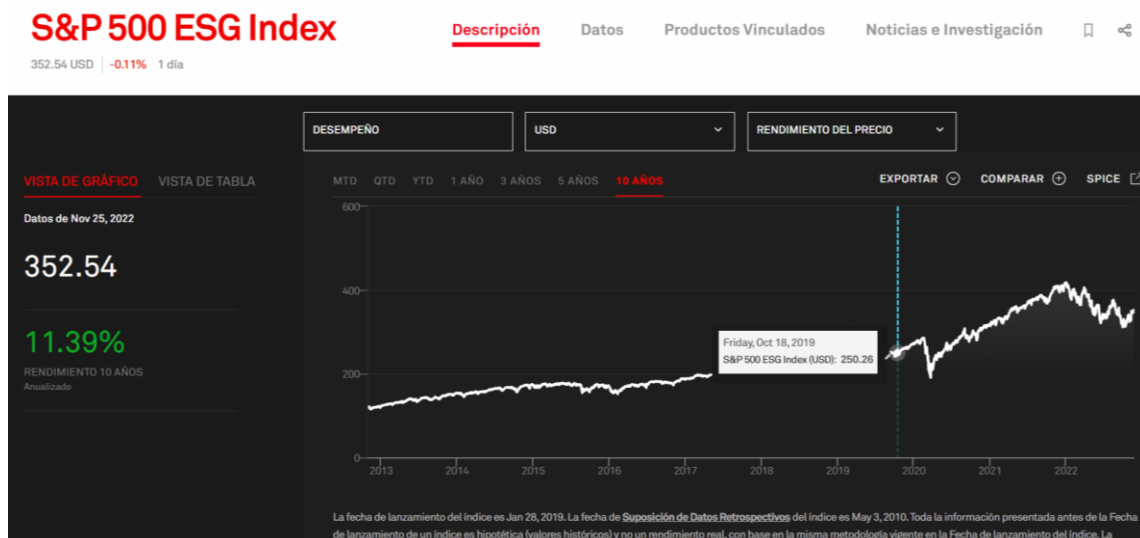 S&P 500 ESG Index
Descripción Datos Productos Vinculados Noticias e Investigación
352.54 USD -0.11% 1 día
DESEMPEÑO USD RENDIMIENTO DEL PRECIO
VISTA DE GRÁFICO VISTA DE TABLA
MTD QTD YTD 1 AÑO 3 AÑOS 5 AÑOS 10 AÑOS
EXPORTAR COMPARAR SPICE
Datos de Nov 25, 2022
352.54
11.39%
RENDIMIENTO 10 AÑOS
Anualizado
600
400
200
0
Friday, Oct 18, 2019
S&P 500 ESG Index (USD): 250.26
2013 2014 2015 2016 2017 2018 2019 2020 2021 2022
La fecha de lanzamiento del índice es Jan 28, 2019. La fecha de Suposición de Datos Retrospectivos del índice es May 3, 2010. Toda la información presentada antes de la Fecha
de lanzamiento de un índice es hipotética (valores históricos) y no un rendimiento real, con base en la misma metodología vigente en la Fecha de lanzamiento del índice. La